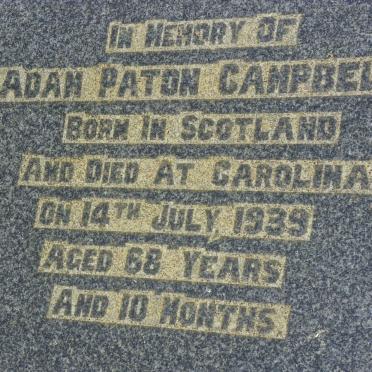 IN MEMORY OF
ADAM PATON CAMPBEL
BORN IN SCOTLAND
AND DIED AT CAROLINA
ON 14TH JULY, 1939
AGED 68 YEARS
AND 10 MONTHS